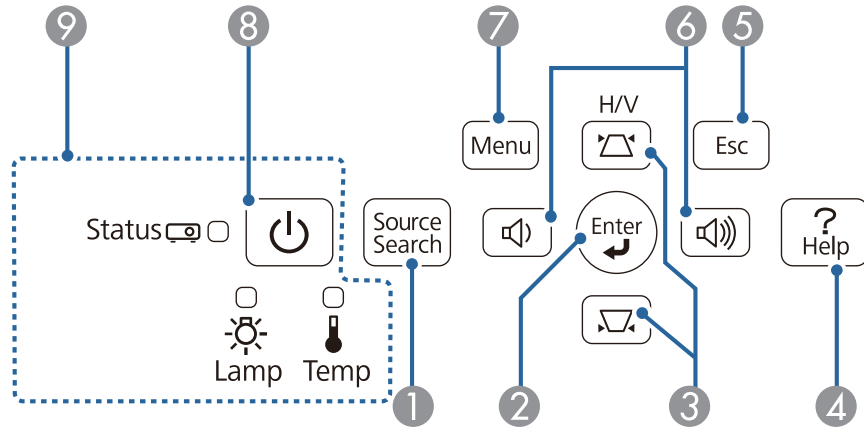 9
8
7
6
5
H/V
Menu
Esc
Status
Source
Search
Enter
?
Help
Lamp
Temp
1
2
3
4